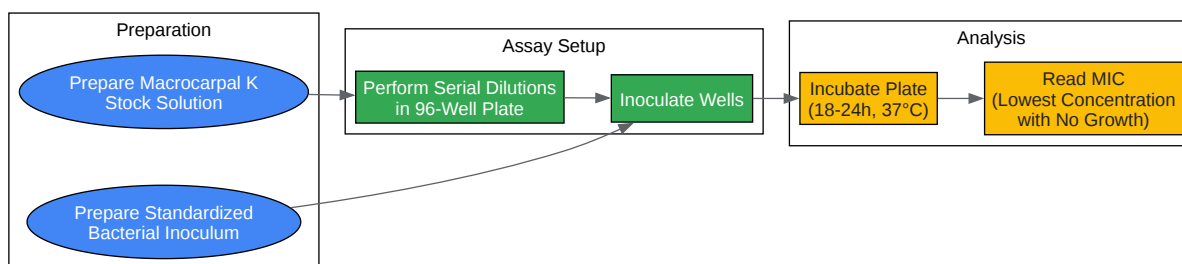 Preparation
Prepare Macrocarpal K
Stock Solution
Prepare Standardized
Bacterial Inoculum
Assay Setup
Perform Serial Dilutions
in 96-Well Plate
Inoculate Wells
Analysis
Incubate Plate
(18-24h, 37°C)
Read MIC
(Lowest Concentration
with No Growth)